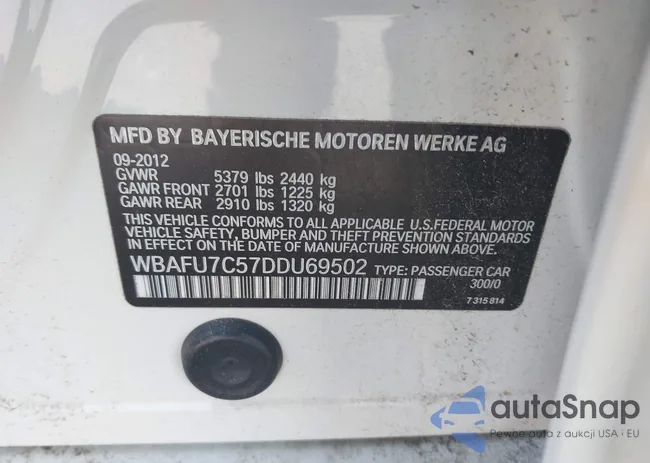 MFD BY BAYERISCHE MOTOREN WERKE AG
09-2012
GVWR 5379 lbs 2440 kg
GAWR FRONT 2701 lbs 1225 kg
GAWR REAR 2910 lbs 1320 kg
THIS VEHICLE CONFORMS TO ALL APPLICABLE U.S.FEDERAL MOTOR
VEHICLE SAFETY, BUMPER AND THEFT PREVENTION STANDARDS
IN EFFECT ON THE DATE OF MANUFACTURE SHOWN ABOVE.
WBAFU7C57DDU69502 TYPE: PASSENGER CAR
300/0
7 315 814
autaSnap
Pewne auta z aukcji USA i EU